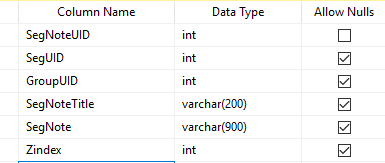 Column Name Data Type Allow Nulls
SegNoteUID int
SegUID int
GroupUID int
SegNoteTitle varchar(200)
SegNote varchar(900)
Zindex int